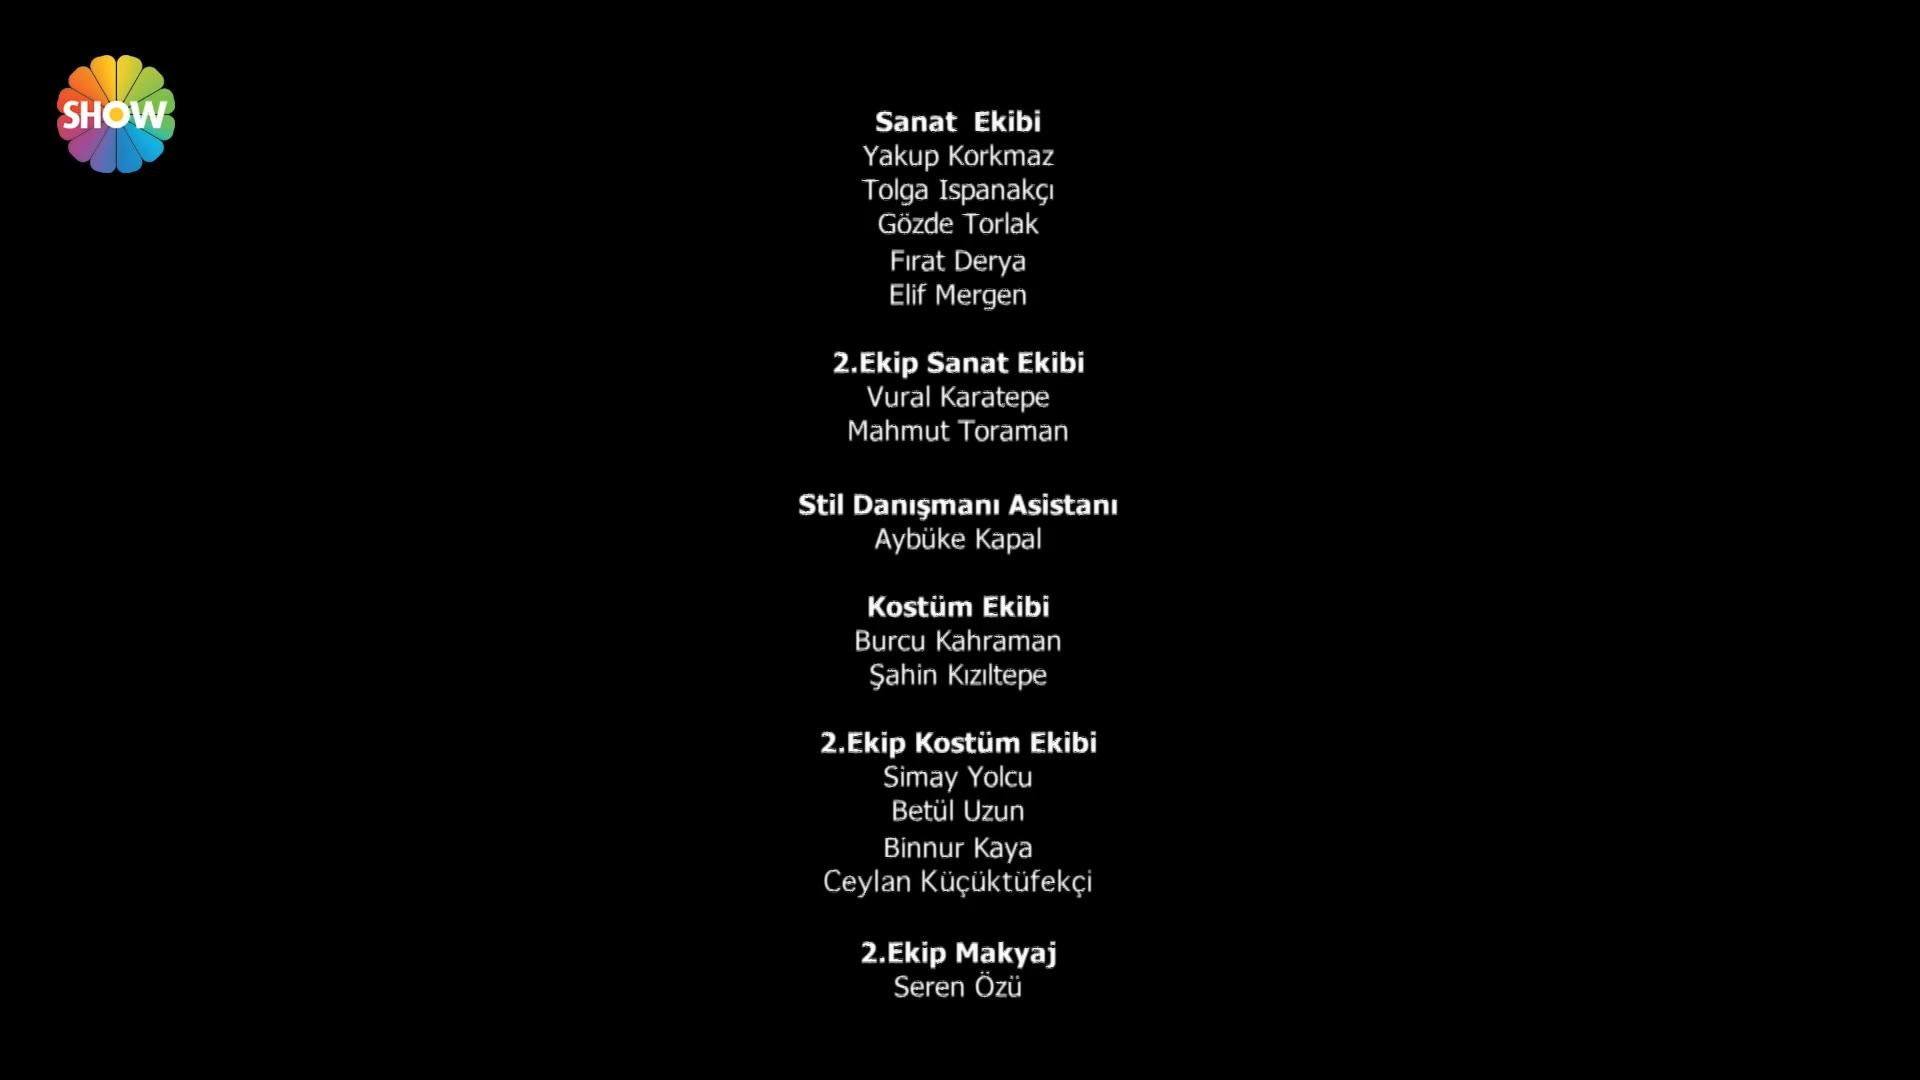 SHOW
Sanat Ekibi
Yakup Korkmaz
Tolga Ispanakçı
Gözde Torlak
Fırat Derya
Elif Mergen
2.Ekip Sanat Ekibi
Vural Karatepe
Mahmut Toraman
Stil Danışmanı Asistanı
Aybüke Kapal
Kostüm Ekibi
Burcu Kahraman
Şahin Kızıltepe
2.Ekip Kostüm Ekibi
Simay Yolcu
Betül Uzun
Binnur Kaya
Ceylan Küçüktüfekçi
2.Ekip Makyaj
Seren Özü